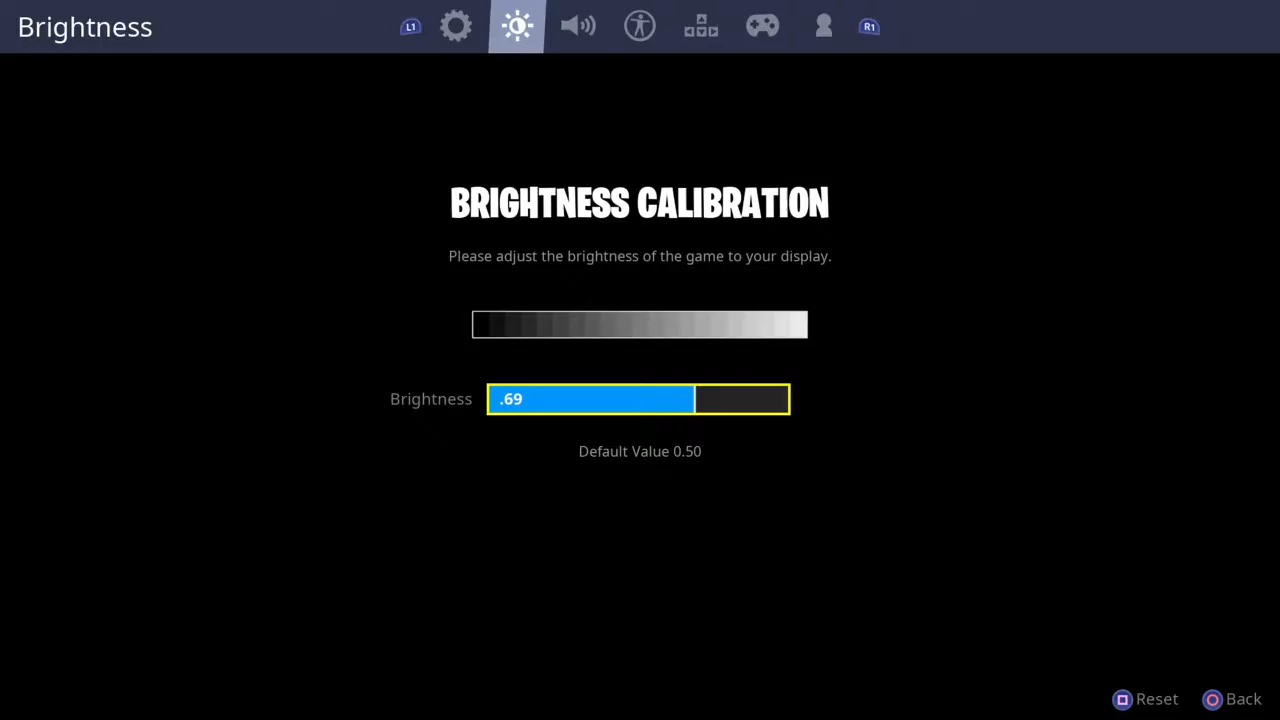 Brightness
L1
R1
BRIGHTNESS CALIBRATION
Please adjust the brightness of the game to your display.
Brightness .69
Default Value 0.50
Reset Back